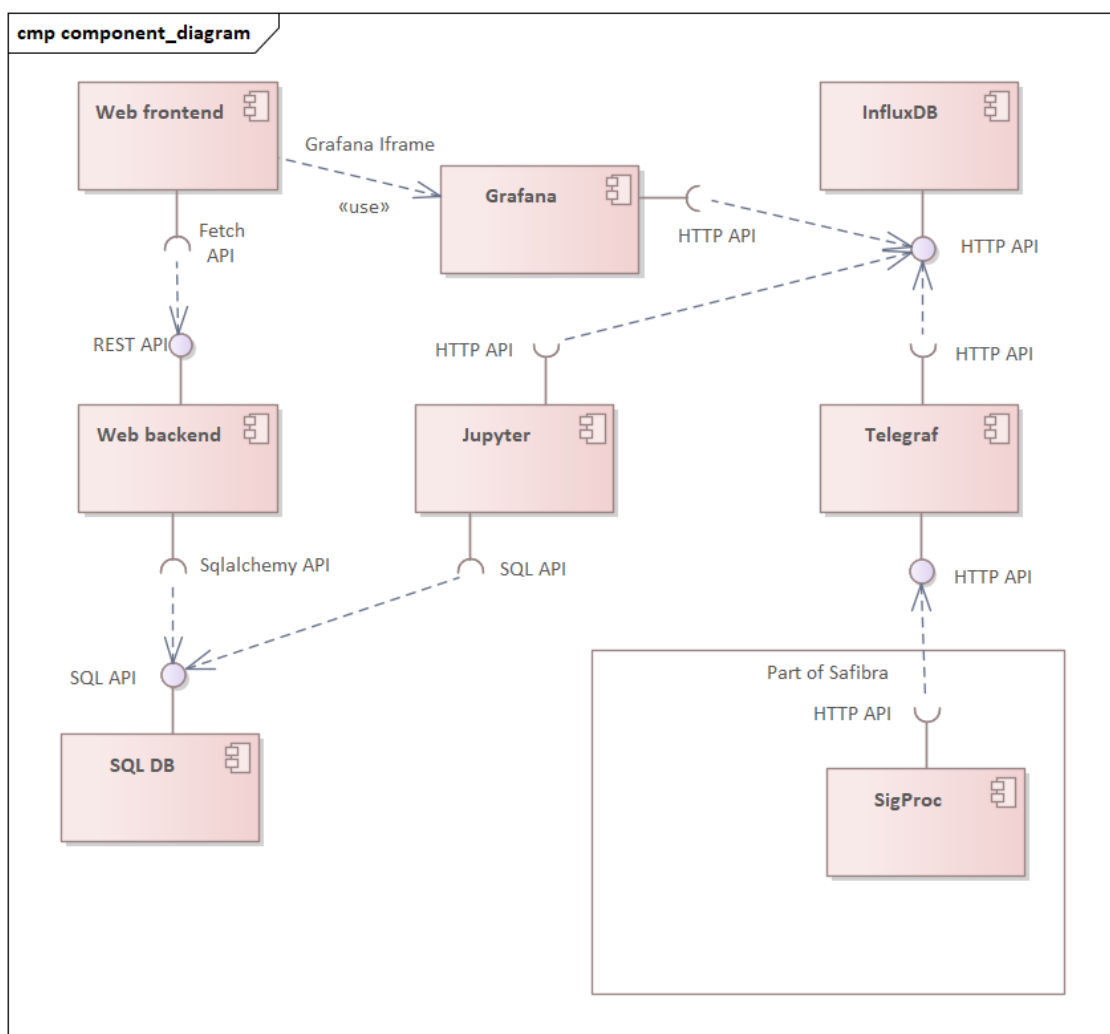 cmp component_diagram
Web frontend
InfluxDB
Grafana Iframe
Grafana
«use»
Fetch
API
HTTP API
HTTP API
REST API
HTTP API
HTTP API
Web backend
Jupyter
Telegraf
Sqlalchemy API
SQL API
HTTP API
SQL API
Part of Safibra
HTTP API
SQL DB
SigProc